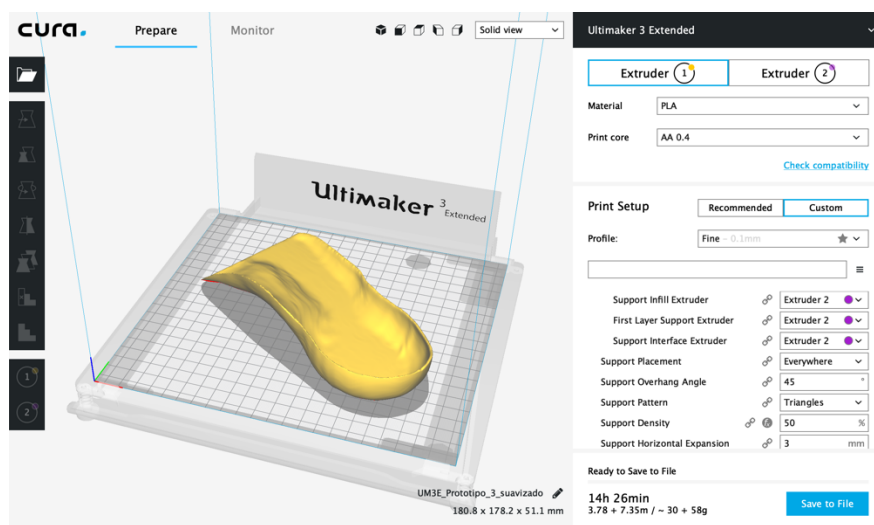 cura.
Prepare
Monitor
Solid view
Ultimaker 3 Extended
Extruder 1
Extruder 2
Material
PLA
Print core
AA 0.4
Check compatibility
Print Setup
Recommended
Custom
Profile:
Fine - 0.1mm
Support Infill Extruder
Extruder 2
First Layer Support Extruder
Extruder 2
Support Interface Extruder
Extruder 2
Support Placement
Everywhere
Support Overhang Angle
45 °
Support Pattern
Triangles
Support Density
50 %
Support Horizontal Expansion
3 mm
Ready to Save to File
14h 26min
3.78 + 7.35m / ~ 30 + 58g
Save to File
1
2
Ultimaker 3
Extended
UM3E_Prototipo_3_suavizado
180.8 x 178.2 x 51.1 mm